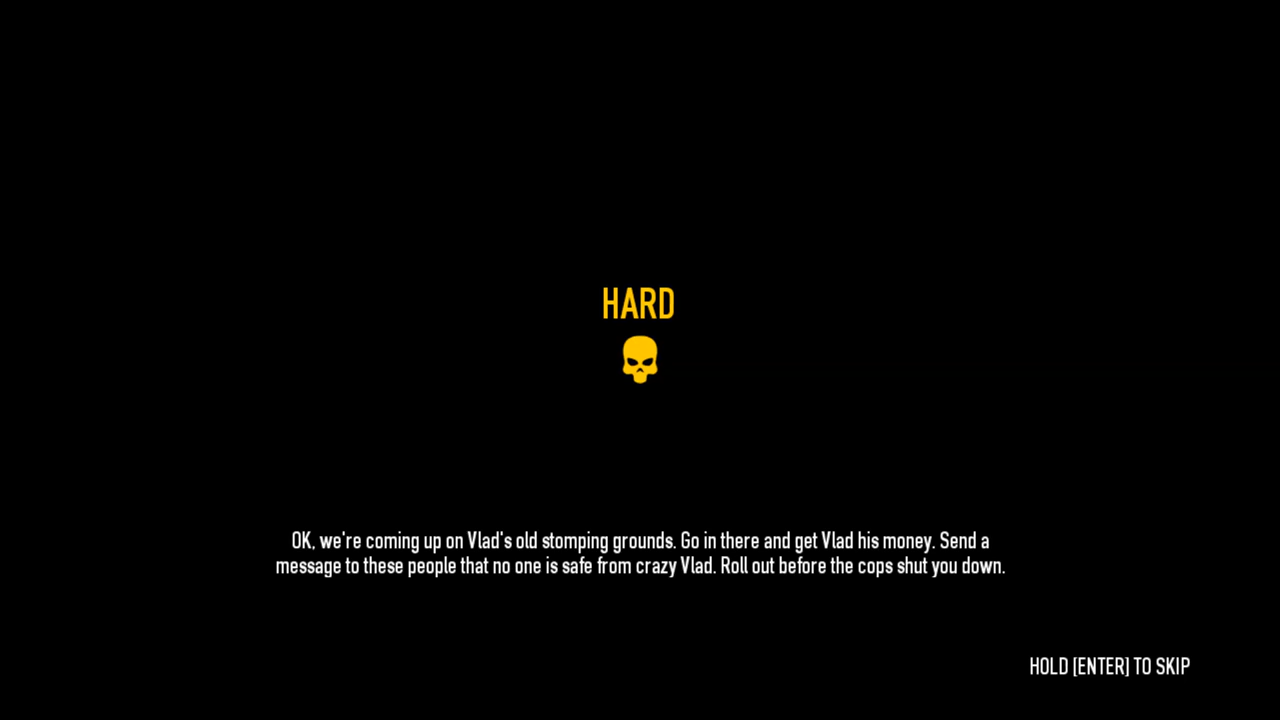 HARD
OK, we're coming up on Vlad's old stomping grounds. Go in there and get Vlad his money. Send a
message to these people that no one is safe from crazy Vlad. Roll out before the cops shut you down.
HOLD [ENTER] TO SKIP